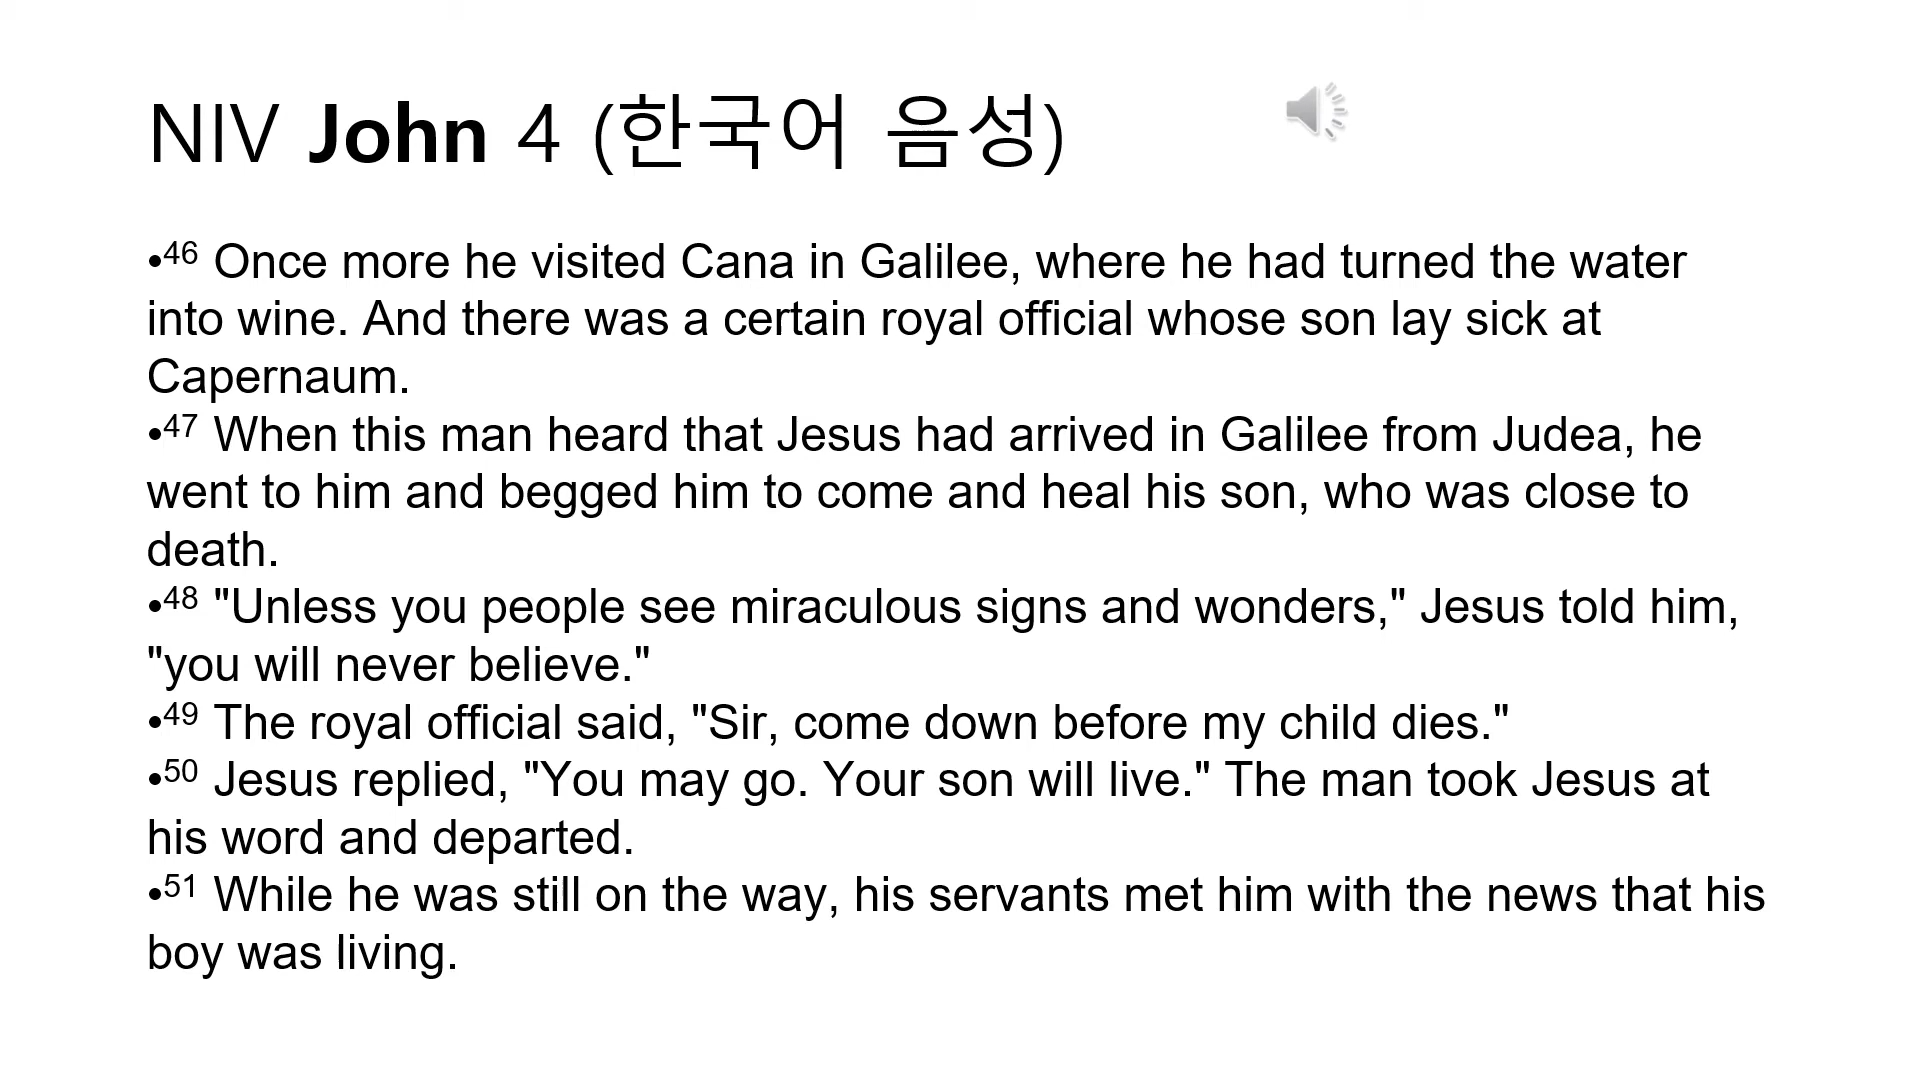 NIV John 4 (한국어 음성)
•46 Once more he visited Cana in Galilee, where he had turned the water
into wine. And there was a certain royal official whose son lay sick at
Capernaum.
•47 When this man heard that Jesus had arrived in Galilee from Judea, he
went to him and begged him to come and heal his son, who was close to
death.
•48 "Unless you people see miraculous signs and wonders," Jesus told him,
"you will never believe."
•49 The royal official said, "Sir, come down before my child dies."
•50 Jesus replied, "You may go. Your son will live." The man took Jesus at
his word and departed.
•51 While he was still on the way, his servants met him with the news that his
boy was living.